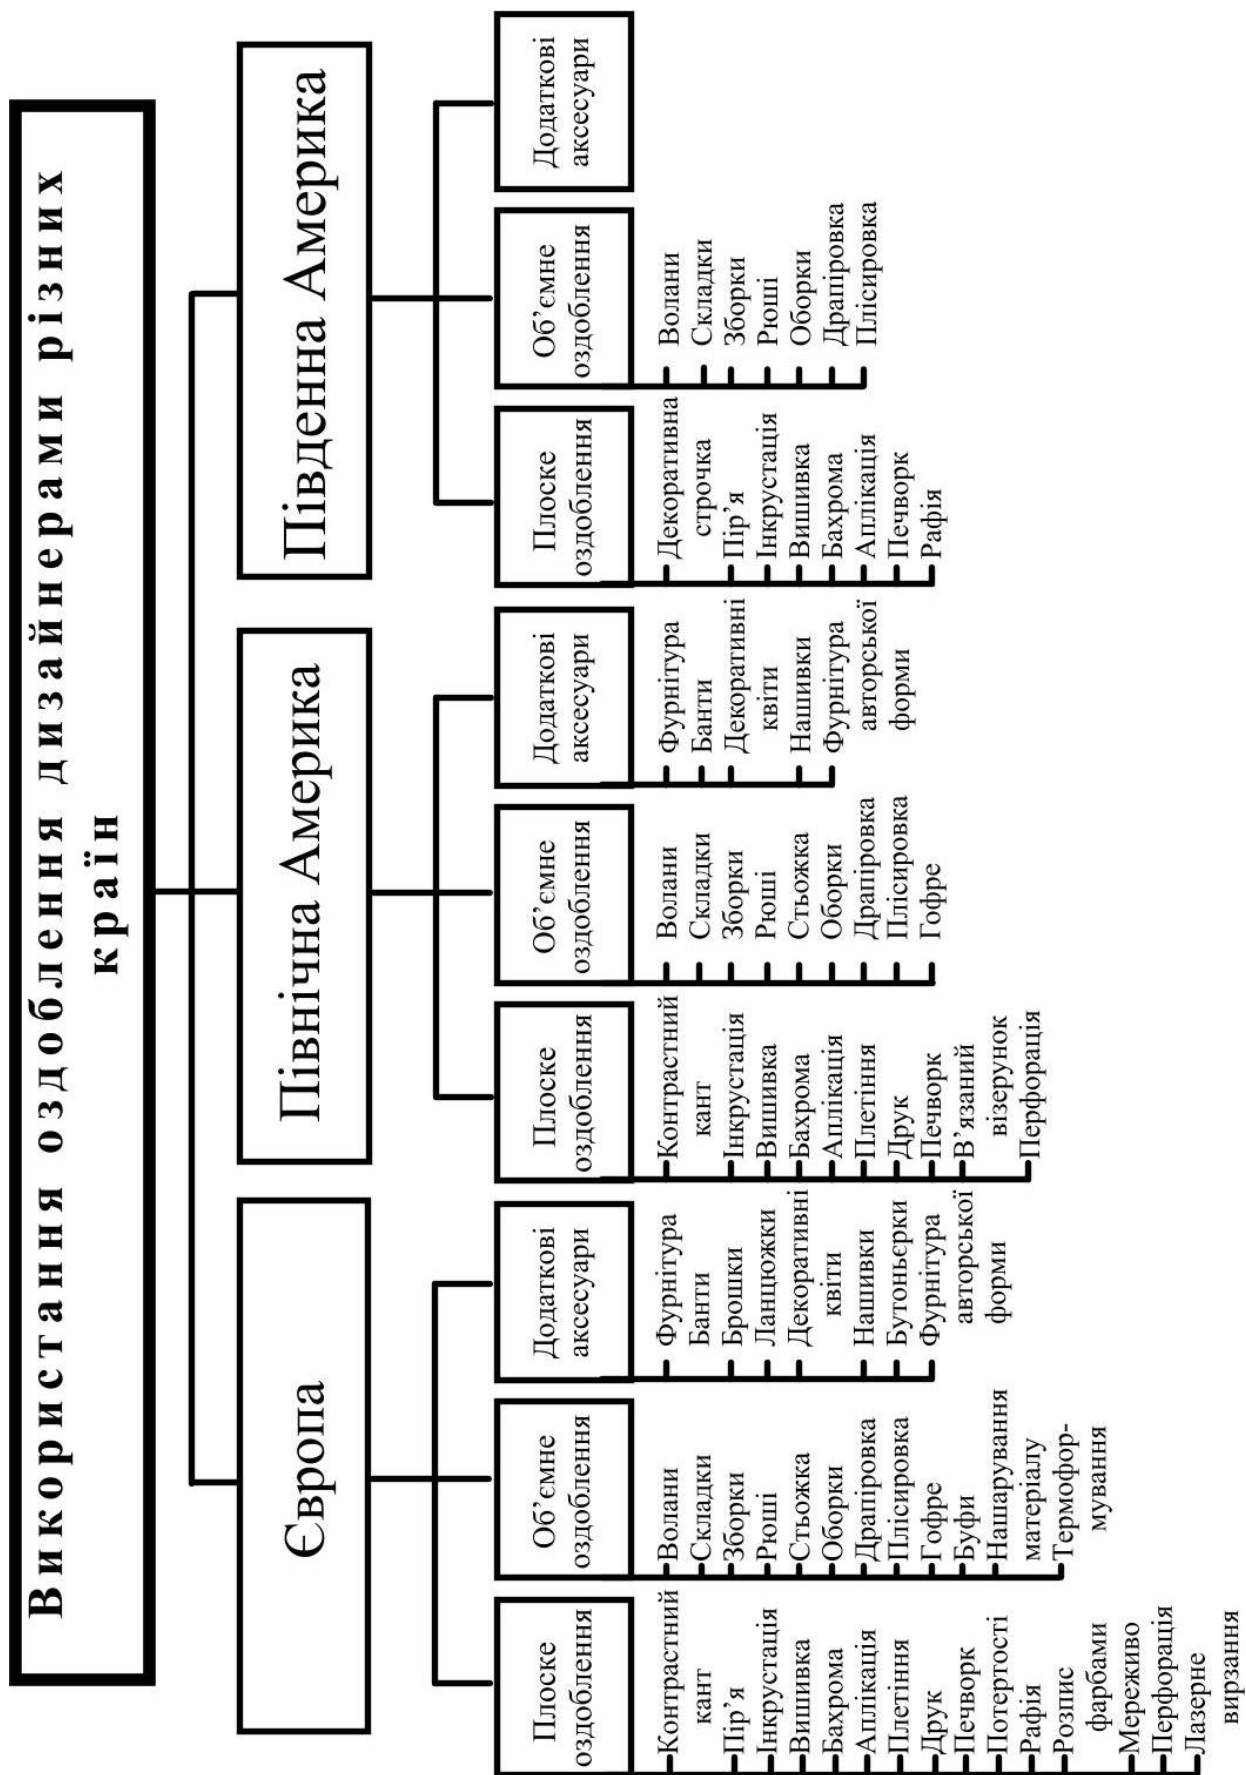 Використання оздоблення дизайнерами різних
країн
Європа
Плоске
оздоблення
Контрастний
кант
Пір’я
Інкрустація
Вишивка
Бахрома
Аплікація
Плетіння
Друк
Печворк
Потертості
Рафія
Розпис
фарбами
Мереживо
Перфорація
Лазерне
вирзання
Об’ємне
оздоблення
Волани
Складки
Зборки
Рюші
Стьожка
Оборки
Драпіровка
Плісировка
Гофре
Буфи
Нашарування
матеріалу
Термофор-
мування
Додаткові
аксесуари
Фурнітура
Банти
Брошки
Ланцюжки
Декоративні
квіти
Нашивки
Бутоньєрки
Фурнітура
авторської
форми
Північна Америка
Плоске
оздоблення
Контрастний
кант
Інкрустація
Вишивка
Бахрома
Аплікація
Плетіння
Друк
Печворк
В’язаний
візерунок
Перфорація
Об’ємне
оздоблення
Волани
Складки
Зборки
Рюші
Стьожка
Оборки
Драпіровка
Плісировка
Гофре
Додаткові
аксесуари
Фурнітура
Банти
Декоративні
квіти
Нашивки
Фурнітура
авторської
форми
Південна Америка
Плоске
оздоблення
Декоративна
строчка
Пір’я
Інкрустація
Вишивка
Бахрома
Аплікація
Печворк
Рафія
Об’ємне
оздоблення
Волани
Складки
Зборки
Рюші
Оборки
Драпіровка
Плісировка
Додаткові
аксесуари